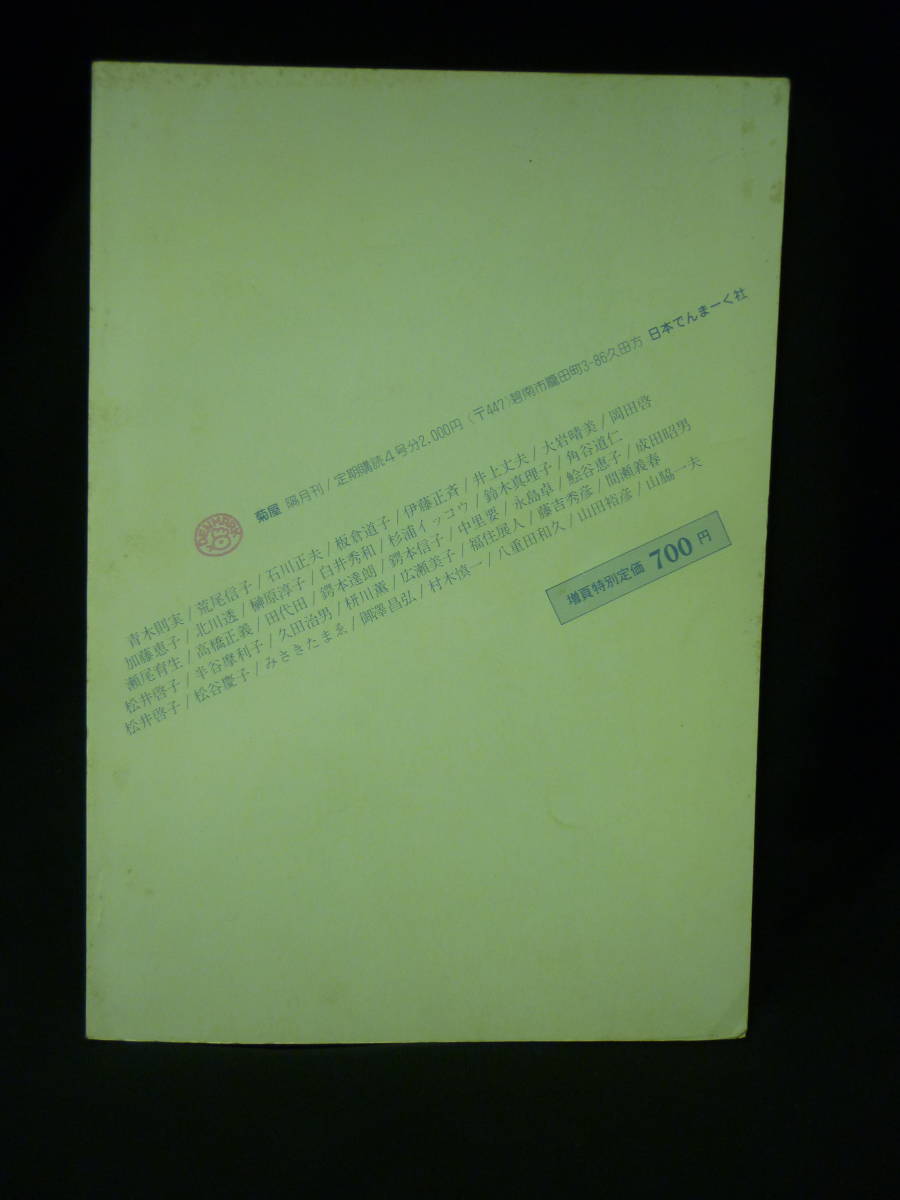 菊屋 隔月刊/定期購読4号分2,000円 (〒447)碧南市籠田町3-86久田方 日本でんまーく社
青木則実/荒尾信子/石川正夫/板倉道子/伊藤正斉/井上丈夫/大岩晴美/岡田啓
加藤恵子/北川透/榊原淳子/白井秀和/杉浦イッコウ/鈴木真理子/角谷道仁
瀬尾育生/高橋正義/田代田/鍔本達朗/鍔本信子/中里要/永島卓/成田昭男
松井啓子/半谷摩利子/久田治男/広瀬美子/福住展人/藤吉秀彦/間瀬義春
松井啓子/松谷慶子/みさきたまゑ/御澤昌弘/村木慎一/八重田和久/山田裕彦/山脇一夫
増頁特別定価 700 円